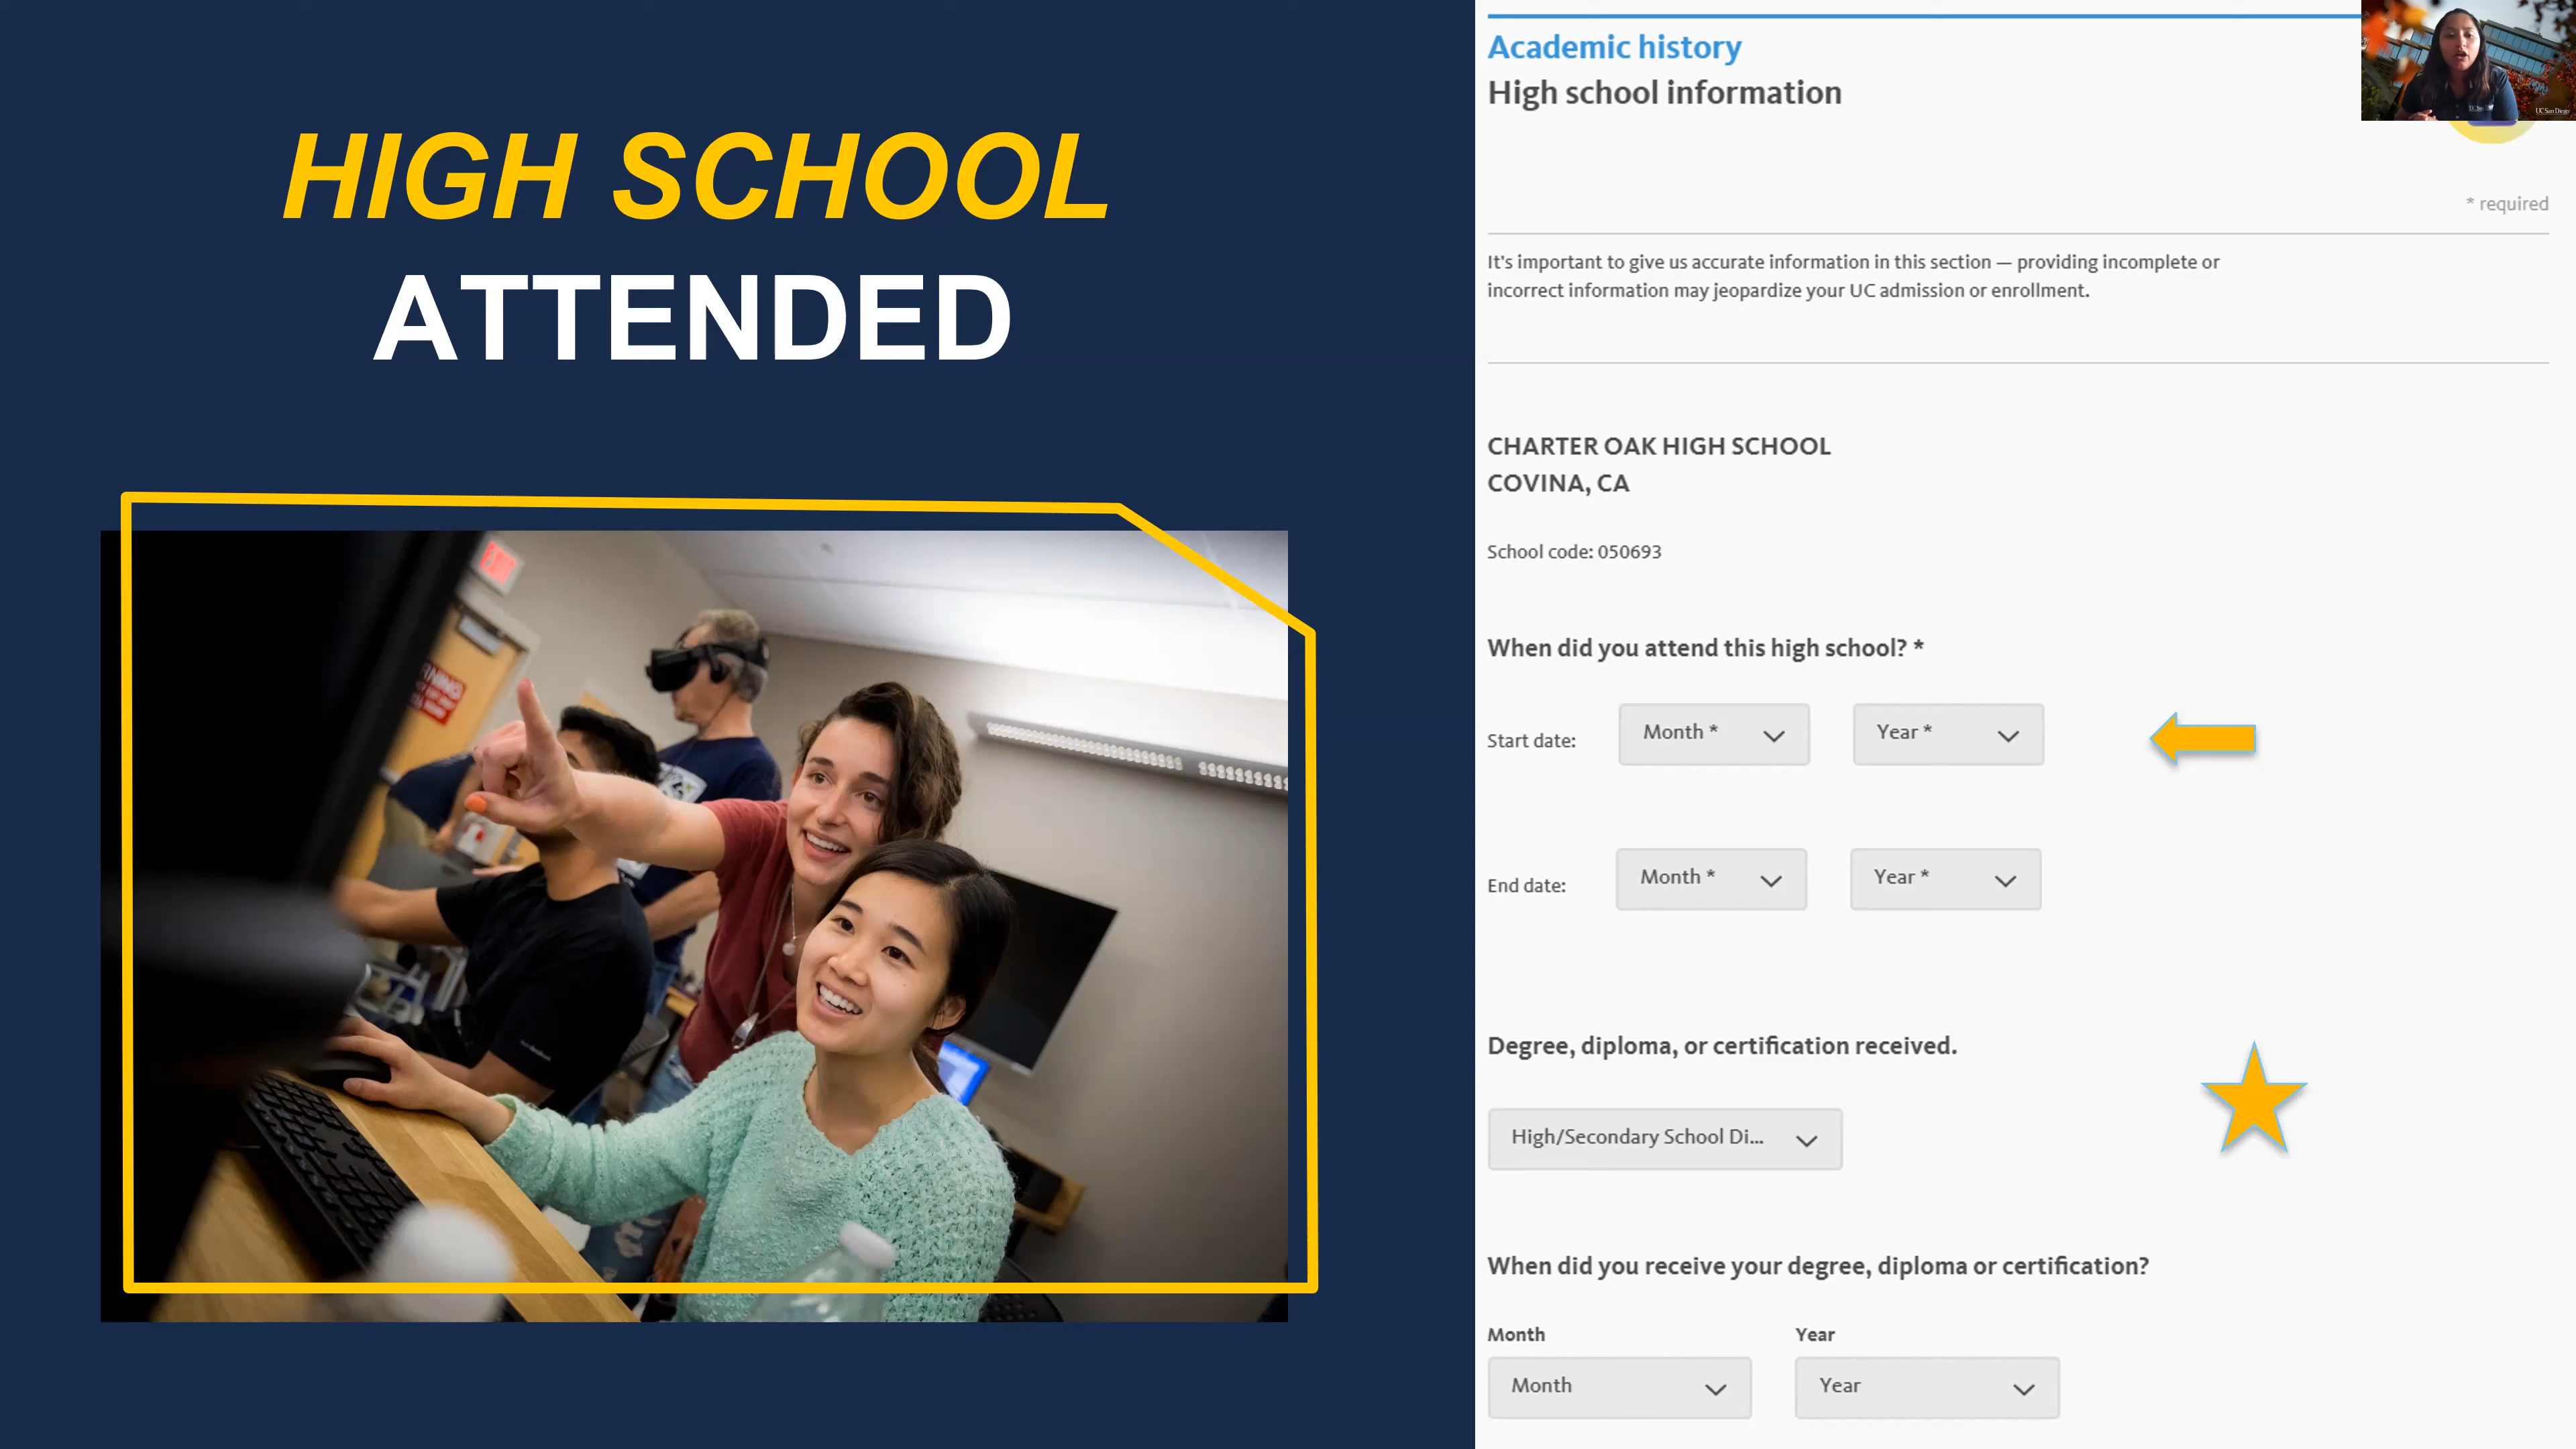 HIGH SCHOOL
ATTENDED
Academic history
High school information
UC San Diego
* required
It's important to give us accurate information in this section — providing incomplete or
incorrect information may jeopardize your UC admission or enrollment.
CHARTER OAK HIGH SCHOOL
COVINA, CA
School code: 050693
When did you attend this high school? *
Start date:
Month *
Year *
End date:
Month *
Year *
Degree, diploma, or certification received.
High/Secondary School Di...
When did you receive your degree, diploma or certification?
Month
Year
Month
Year